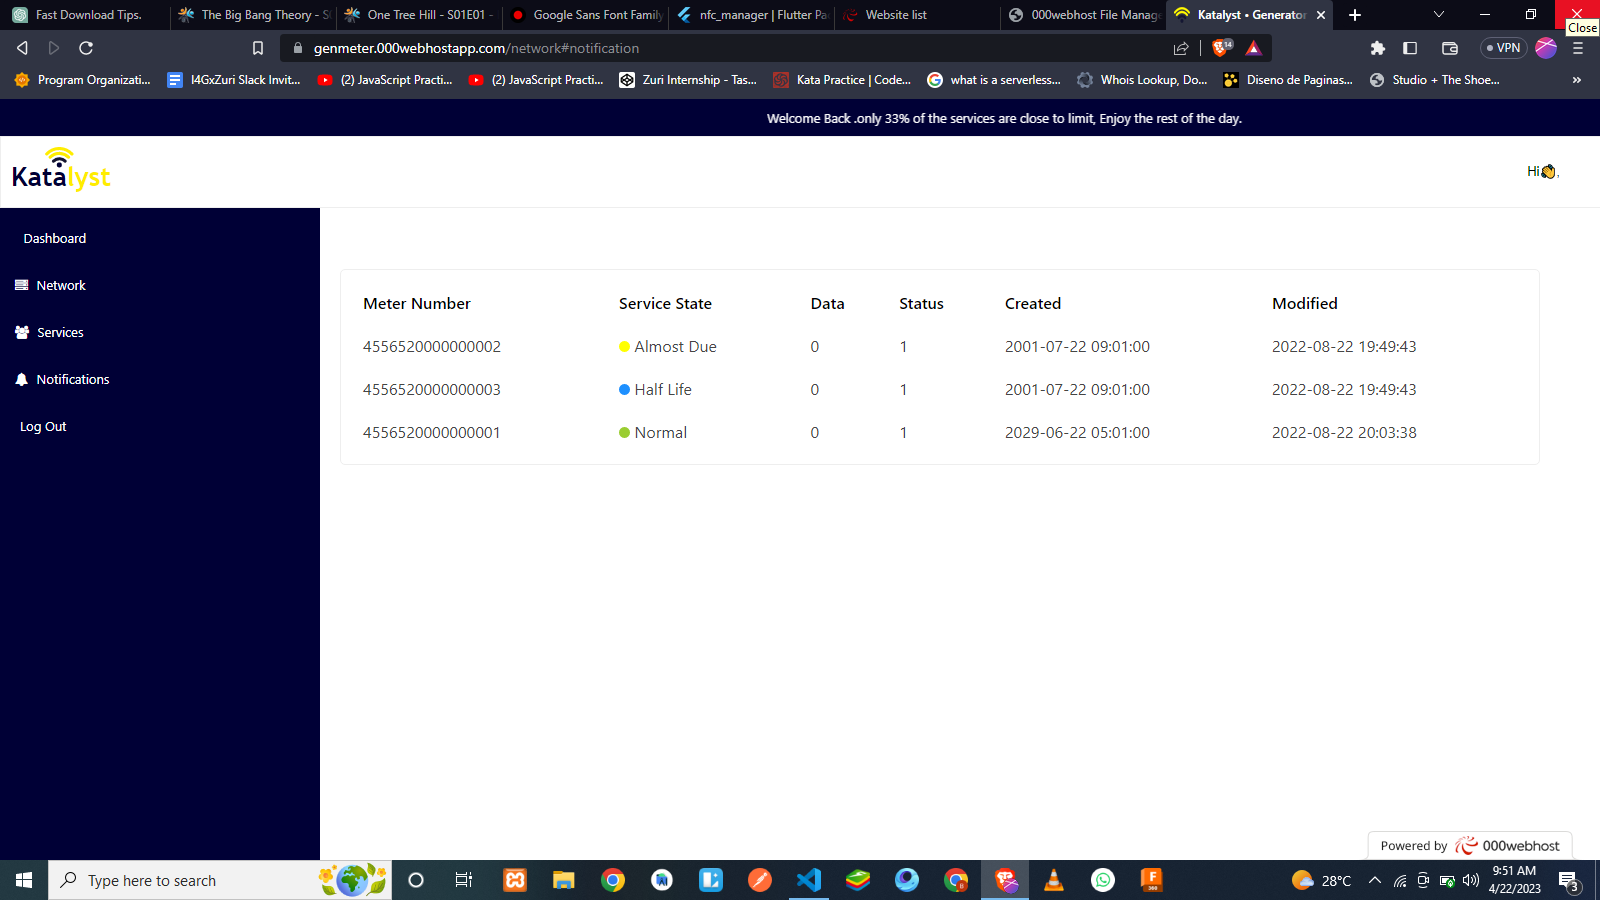 Fast Download Tips.
The Big Bang Theory - S
One Tree Hill - S01E01 -
Google Sans Font Family
nfc_manager | Flutter Pa
Website list
000webhost File Manage
Katalyst • Generator
Close
genmeter.000webhostapp.com/network#notification
14
VPN
Program Organizati...
I4GxZuri Slack Invit...
(2) JavaScript Practi...
(2) JavaScript Practi...
Zuri Internship - Tas...
Kata Practice | Code...
what is a serverless...
Whois Lookup, Do...
Diseno de Paginas...
Studio + The Shoe...
»
Welcome Back .only 33% of the services are close to limit, Enjoy the rest of the day.
Katalyst
Hi👏,
Dashboard
Network
Services
Notifications
Log Out
Meter Number Service State Data Status Created Modified
4556520000000002 Almost Due 0 1 2001-07-22 09:01:00 2022-08-22 19:49:43
4556520000000003 Half Life 0 1 2001-07-22 09:01:00 2022-08-22 19:49:43
4556520000000001 Normal 0 1 2029-06-22 05:01:00 2022-08-22 20:03:38
Powered by 000webhost
Type here to search
28°C
9:51 AM
4/22/2023
3